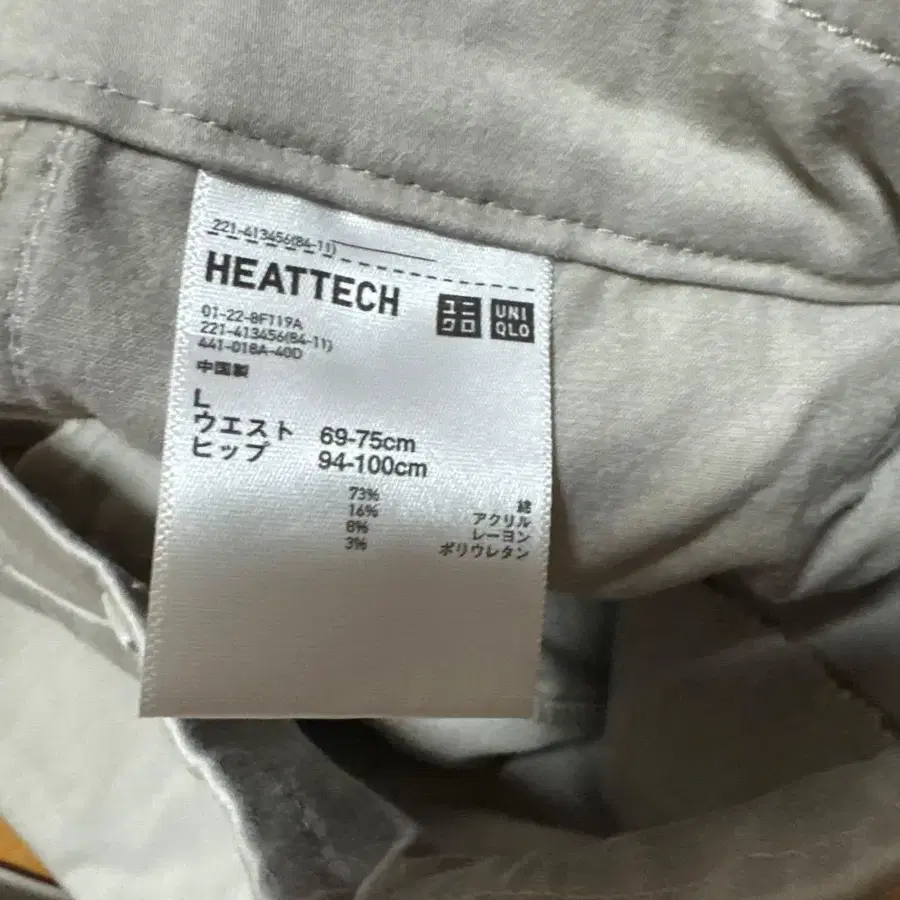 221-413456(84-11)
HEATTECH
ユニクロ
UNIQLO
01-22-8F119A
221-413456(84-11)
441-018A-40D
中国製
L
ウエスト 69-75cm
ヒップ 94-100cm
73% 綿
16% アクリル
8% レーヨン
3% ポリウレタン